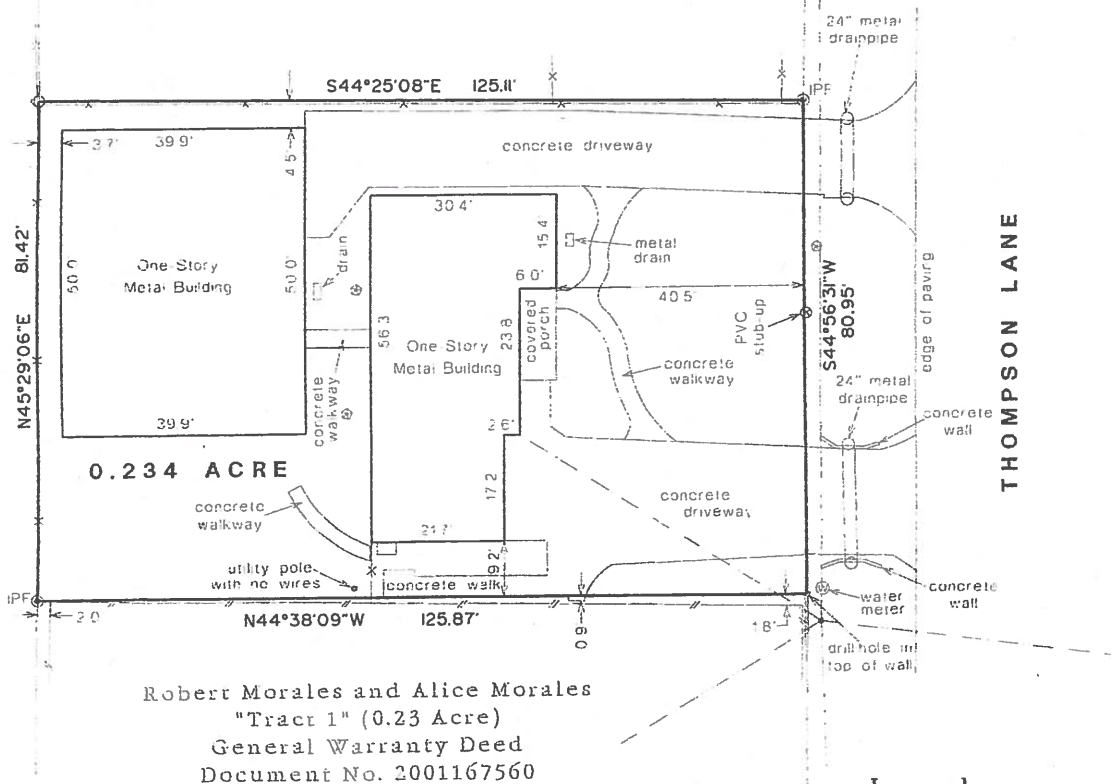 24" metal
drainpipe
S44°25'08"E 125.11'
IPF
3.7'
39.9'
4.5'
concrete driveway
30.4'
15.4'
50.0'
One-Story
Metal Building
50.0'
drain
metal
drain
6.0'
40.5'
N45°29'06"E 81.42'
56.3'
23.8'
covered
porch
PVC
stub-up
S44°56'31"W
80.95'
edge of paving
THOMPSON LANE
One-Story
Metal Building
concrete
walkway
concrete
walkway
24" metal
drainpipe
concrete
wall
39.9'
2.6'
0.234 ACRE
17.2'
concrete
walkway
concrete
driveway
21.7'
9.2'
utility pole
with no wires
concrete walk
water
meter
concrete
wall
IPF
2.0'
N44°38'09"W 125.87'
0.9'
1.8'
drillhole in
top of wall
Robert Morales and Alice Morales
"Tract 1" (0.23 Acre)
General Warranty Deed
Document No. 2001167560